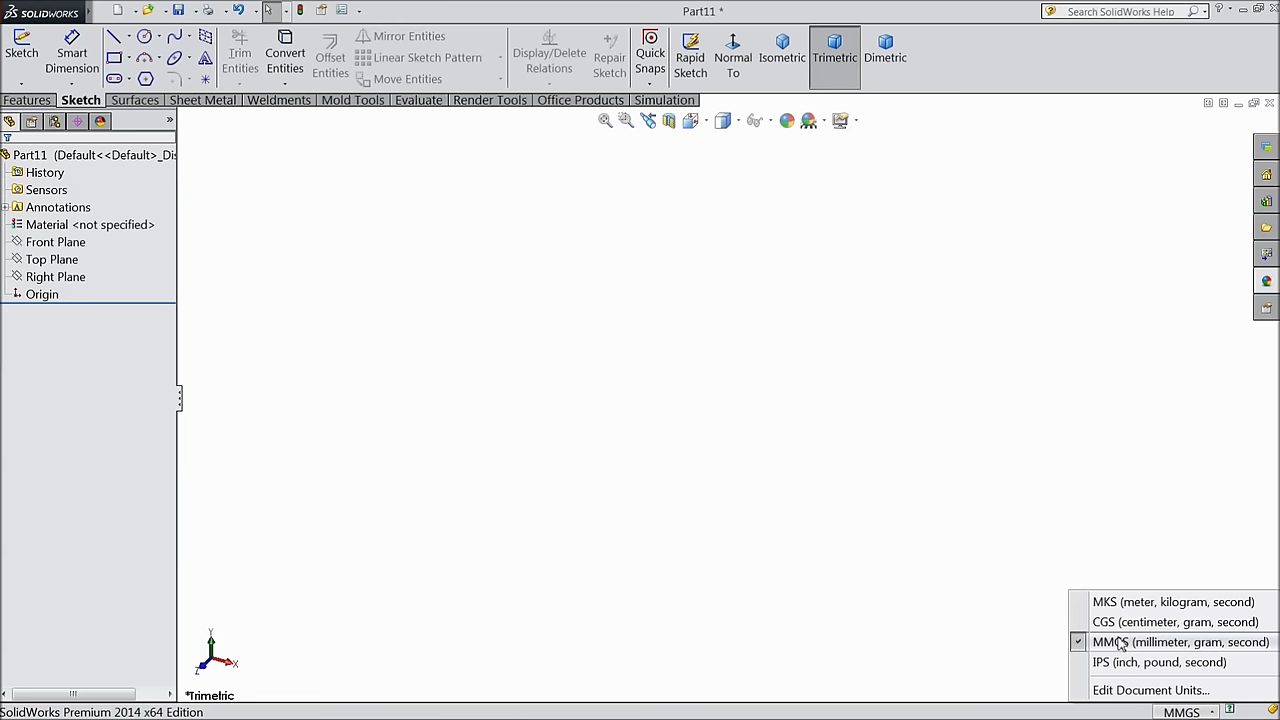 SOLIDWORKS
Part11 *
Search SolidWorks Help
Sketch
Smart Dimension
Trim Entities
Convert Entities
Offset Entities
Mirror Entities
Linear Sketch Pattern
Move Entities
Display/Delete Relations
Repair Sketch
Quick Snaps
Rapid Sketch
Normal To
Isometric
Trimetric
Dimetric
Features Sketch Surfaces Sheet Metal Weldments Mold Tools Evaluate Render Tools Office Products Simulation
Part11 (Default<<Default>_Dis
History
Sensors
Annotations
Material <not specified>
Front Plane
Top Plane
Right Plane
Origin
Y
X
Z
*Trimetric
MKS (meter, kilogram, second)
CGS (centimeter, gram, second)
MMGS (millimeter, gram, second)
IPS (inch, pound, second)
Edit Document Units...
SolidWorks Premium 2014 x64 Edition
MMGS